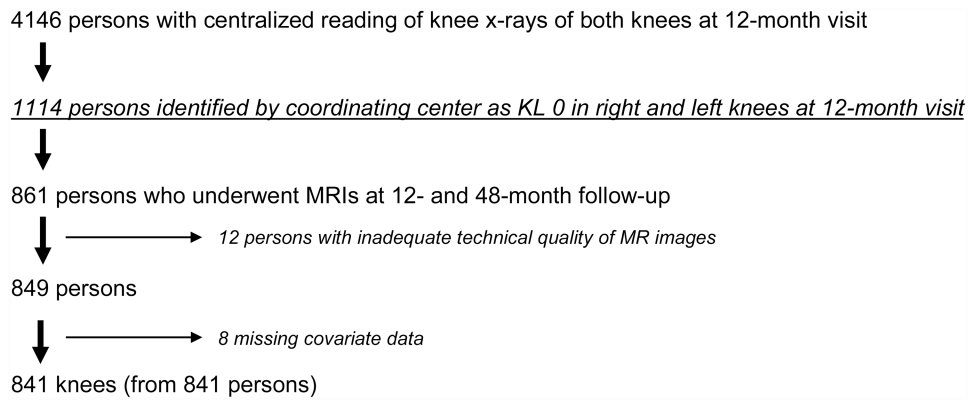 4146 persons with centralized reading of knee x-rays of both knees at 12-month visit
1114 persons identified by coordinating center as KL 0 in right and left knees at 12-month visit
861 persons who underwent MRIs at 12- and 48-month follow-up
12 persons with inadequate technical quality of MR images
849 persons
8 missing covariate data
841 knees (from 841 persons)